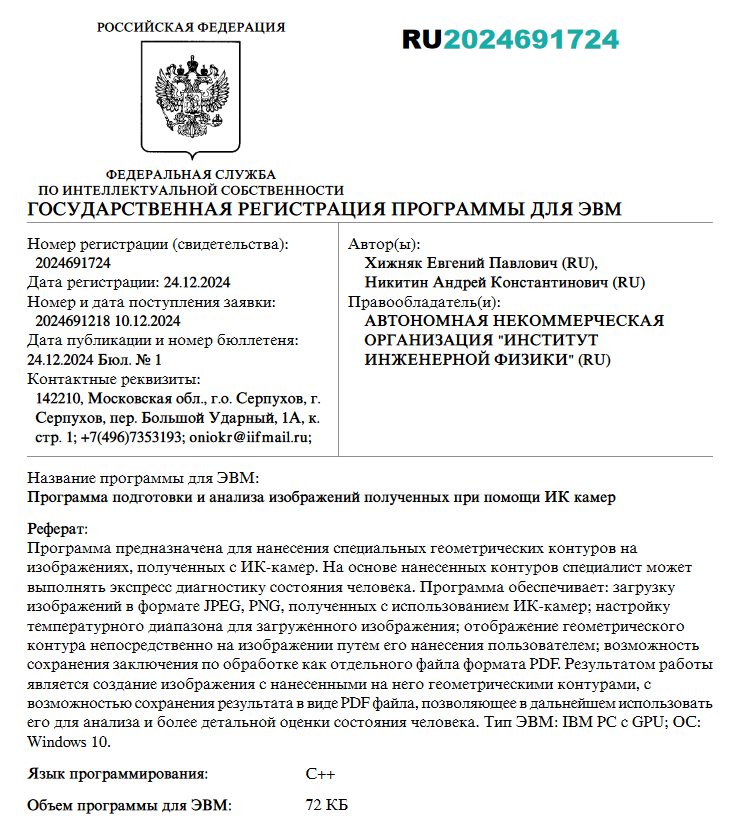 РОССИЙСКАЯ ФЕДЕРАЦИЯ
RU2024691724
ФЕДЕРАЛЬНАЯ СЛУЖБА
ПО ИНТЕЛЛЕКТУАЛЬНОЙ СОБСТВЕННОСТИ
ГОСУДАРСТВЕННАЯ РЕГИСТРАЦИЯ ПРОГРАММЫ ДЛЯ ЭВМ
Номер регистрации (свидетельства):
2024691724
Дата регистрации: 24.12.2024
Номер и дата поступления заявки:
2024691218 10.12.2024
Дата публикации и номер бюллетеня:
24.12.2024 Бюл. № 1
Контактные реквизиты:
142210, Московская обл., г.о. Серпухов, г.
Серпухов, пер. Большой Ударный, 1А, к.
стр. 1; +7(496)7353193; oniokr@iifmail.ru;
Автор(ы):
Хижняк Евгений Павлович (RU),
Никитин Андрей Константинович (RU)
Правообладатель(и):
АВТОНОМНАЯ НЕКОММЕРЧЕСКАЯ
ОРГАНИЗАЦИЯ "ИНСТИТУТ
ИНЖЕНЕРНОЙ ФИЗИКИ" (RU)
Название программы для ЭВМ:
Программа подготовки и анализа изображений полученных при помощи ИК камер
Реферат:
Программа предназначена для нанесения специальных геометрических контуров на
изображениях, полученных с ИК-камер. На основе нанесенных контуров специалист может
выполнять экспресс диагностику состояния человека. Программа обеспечивает: загрузку
изображений в формате JPEG, PNG, полученных с использованием ИК-камер; настройку
температурного диапазона для загруженного изображения; отображение геометрического
контура непосредственно на изображении путем его нанесения пользователем; возможность
сохранения заключения по обработке как отдельного файла формата PDF. Результатом работы
является создание изображения с нанесенными на него геометрическими контурами, с
возможностью сохранения результата в виде PDF файла, позволяющее в дальнейшем использовать
его для анализа и более детальной оценки состояния человека. Тип ЭВМ: IBM PC с GPU; ОС:
Windows 10.
Язык программирования: C++
Объем программы для ЭВМ: 72 КБ